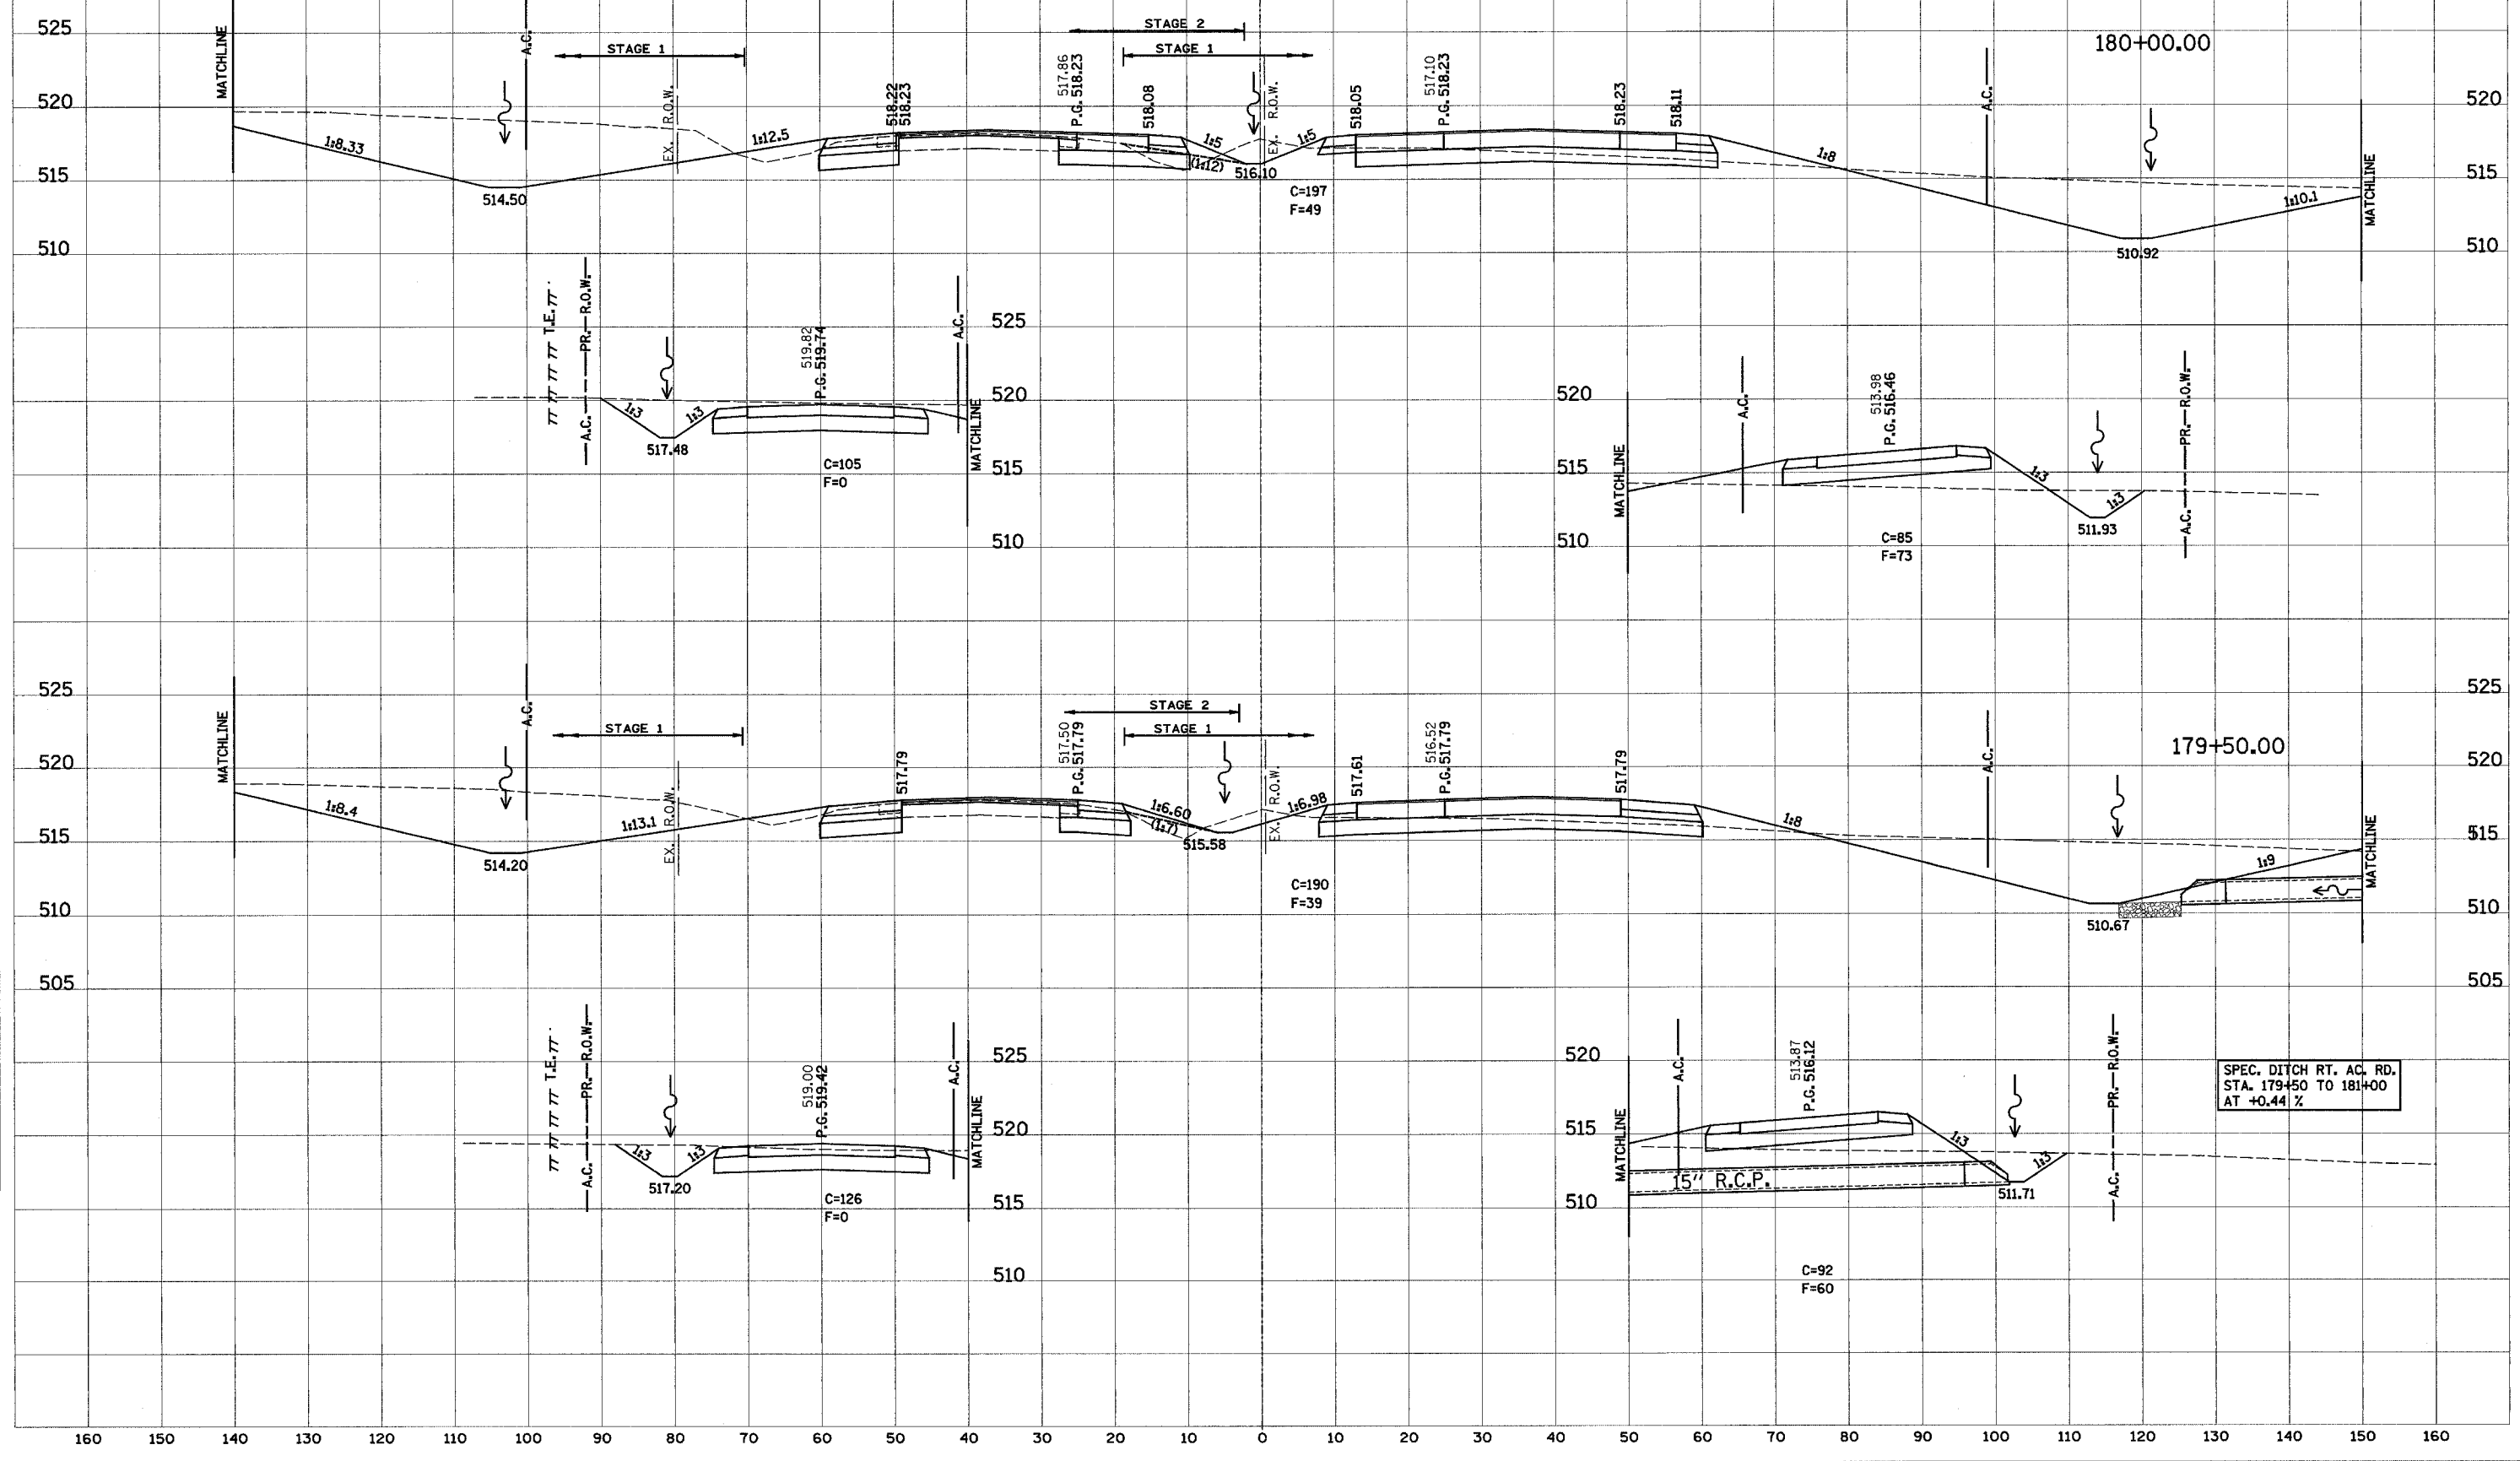 525
520
515
510
MATCHLINE
1:8.33
A.C.
514.50
STAGE 1
EX. R.O.W.
1:12.5
518.22
518.23
STAGE 2
STAGE 1
517.86
P.G. 518.23
518.08
1:5
(1:12)
516.10
EX. R.O.W.
1:5
C=197
F=49
518.05
517.10
P.G. 518.23
518.23
518.11
1:8
A.C.
180+00.00
510.92
1:10.1
MATCHLINE
520
515
510
T.E.
A.C. PR. R.O.W.
1:3
1:3
517.48
519.82
P.G. 519.74
C=105
F=0
A.C.
MATCHLINE
525
520
515
510
520
515
510
MATCHLINE
A.C.
513.98
P.G. 516.46
1:3
1:3
511.93
A.C. PR. R.O.W.
C=85
F=73
525
520
515
510
505
MATCHLINE
1:8.4
A.C.
514.20
STAGE 1
1:13.1
EX. R.O.W.
517.79
STAGE 2
STAGE 1
517.50
P.G. 517.79
1:6.60
(1:7)
515.58
EX. R.O.W.
1:6.98
C=190
F=39
517.61
516.52
P.G. 517.79
517.79
1:8
A.C.
179+50.00
510.67
1:9
MATCHLINE
525
520
515
510
505
T.E.
A.C. PR. R.O.W.
1:3
1:3
517.20
519.00
P.G. 519.42
C=126
F=0
A.C.
MATCHLINE
525
520
515
510
520
515
510
MATCHLINE
A.C.
15" R.C.P.
513.87
P.G. 516.12
1:3
1:3
511.71
A.C. PR. R.O.W.
C=92
F=60
SPEC. DITCH RT. AC. RD.
STA. 179+50 TO 181+00
AT +0.44 %
160 150 140 130 120 110 100 90 80 70 60 50 40 30 20 10 0 10 20 30 40 50 60 70 80 90 100 110 120 130 140 150 160